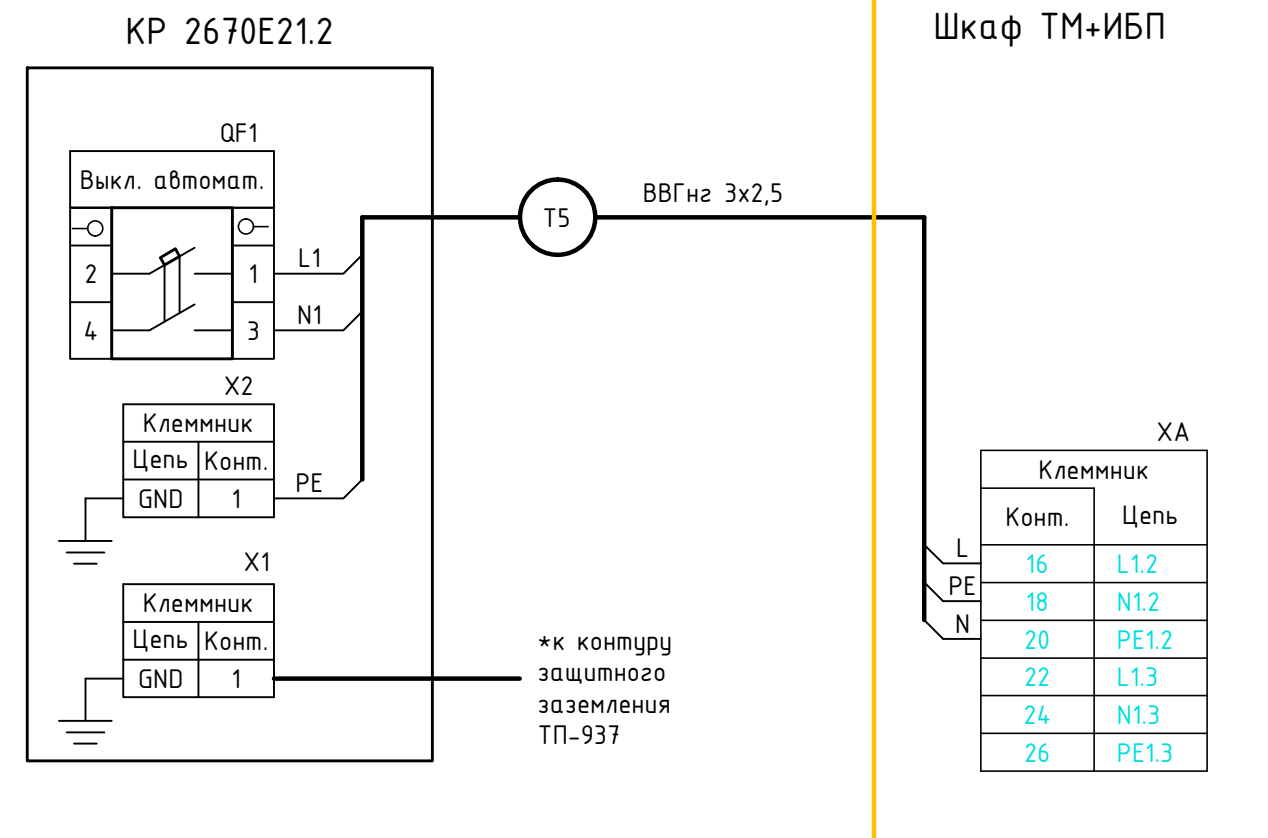 КР 2670Е21.2
Шкаф ТМ+ИБП
QF1
Выкл. автомат.
2
1
L1
4
3
N1
Т5
ВВГнг 3х2,5
X2
Клеммник
Цепь Конт.
GND 1
PE
X1
Клеммник
Цепь Конт.
GND 1
*к контуру
защитного
заземления
ТП-937
XA
Клеммник
Конт. Цепь
L 16 L1.2
PE 18 N1.2
N 20 PE1.2
22 L1.3
24 N1.3
26 PE1.3